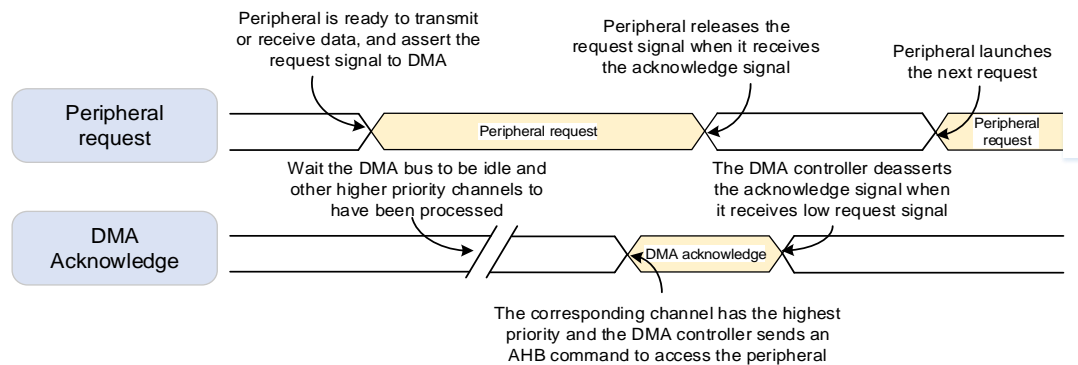 Peripheral is ready to transmit
or receive data, and assert the
request signal to DMA
Peripheral releases the
request signal when it receives
the acknowledge signal
Peripheral launches
the next request
Peripheral
request
Peripheral request
Peripheral
request
Wait the DMA bus to be idle and
other higher priority channels to
have been processed
The DMA controller deasserts
the acknowledge signal when
it receives low request signal
DMA
Acknowledge
DMA acknowledge
The corresponding channel has the highest
priority and the DMA controller sends an
AHB command to access the peripheral